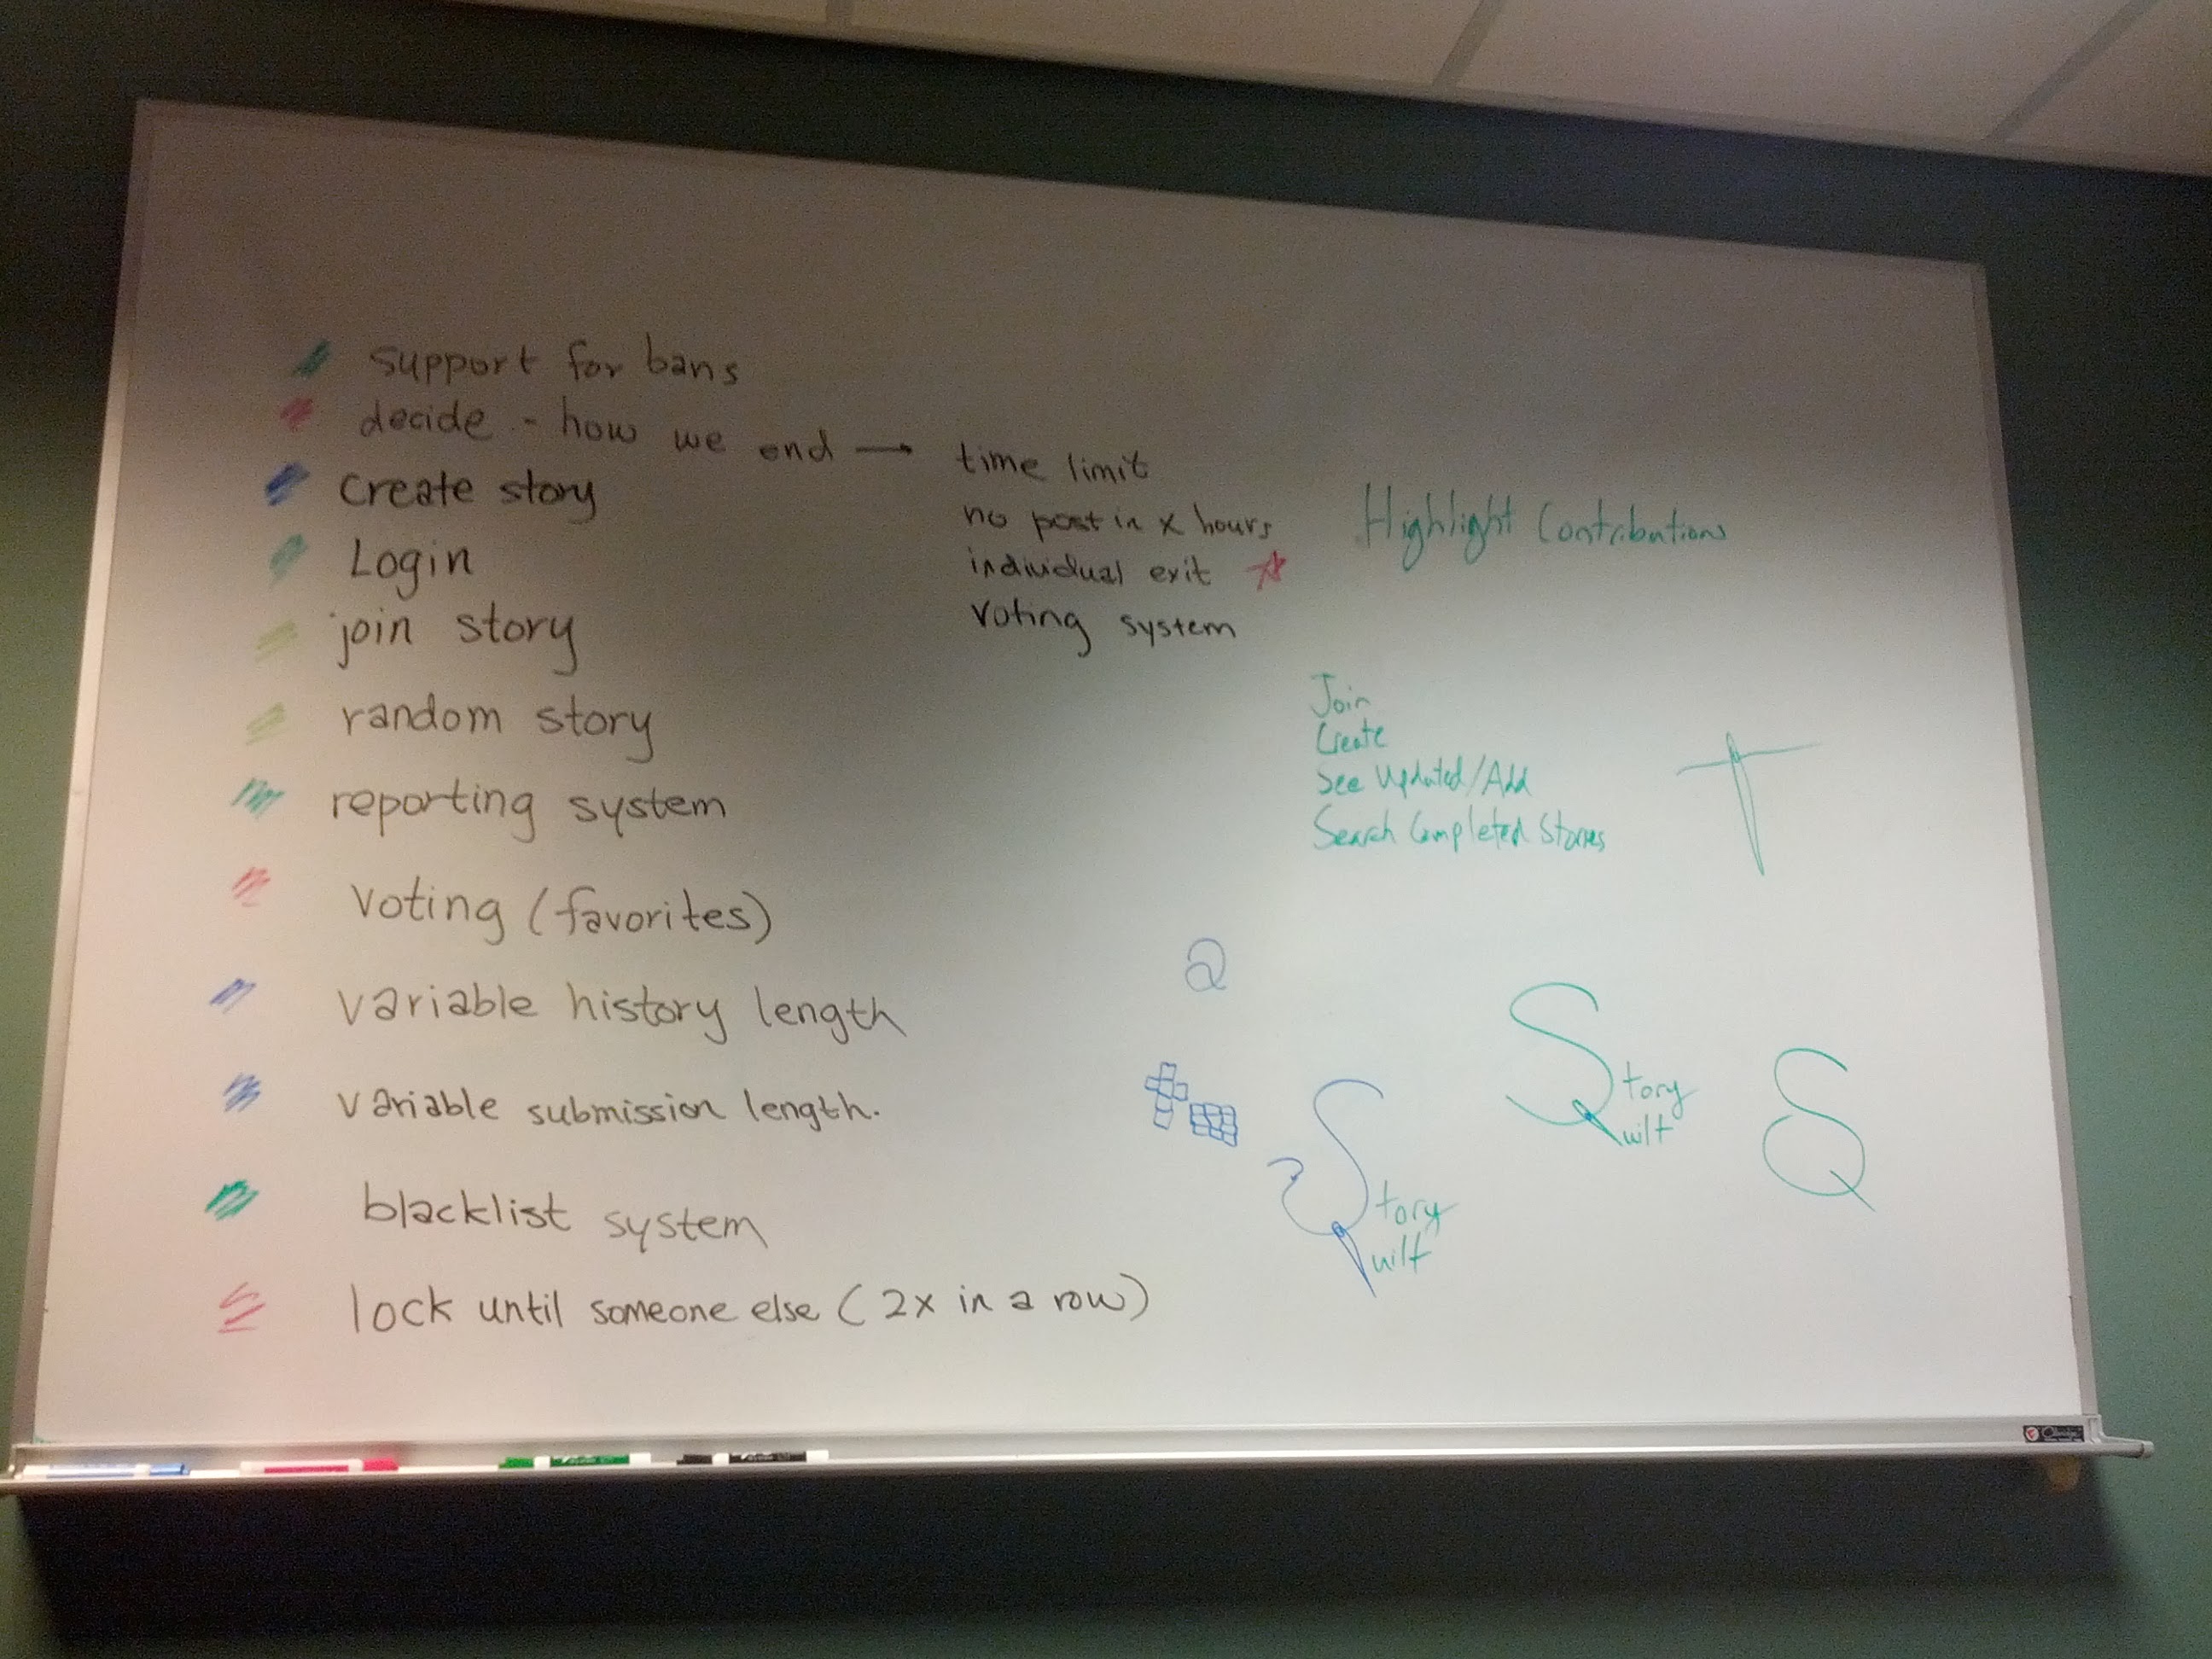 support for bans
decide - how we end → time limit
no post in x hours
individual exit ☆
voting system
create story
Login
join story
random story
reporting system
voting (favorites)
variable history length
variable submission length.
blacklist system
lock until someone else (2x in a row)
Highlight Contributions
Join
Create
See Updated/Add
Search Completed Stories
Q
Story
Quilt
Story
Quilt
SQ